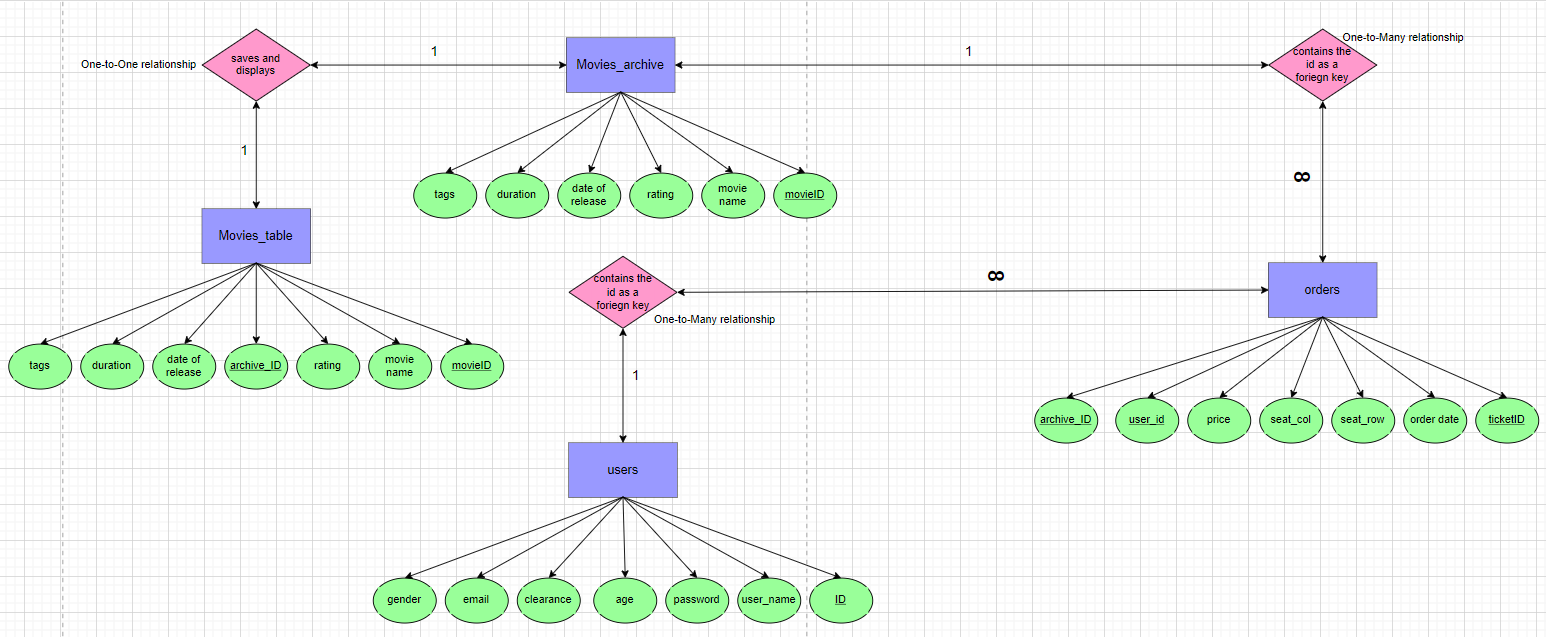 One-to-One relationship
saves and
displays
1
Movies_archive
1
contains the
id as a
foriegn key
One-to-Many relationship
1
8
tags
duration
date of
release
rating
movie
name
movieID
Movies_table
contains the
id as a
foriegn key
8
One-to-Many relationship
orders
tags
duration
date of
release
archive_ID
rating
movie
name
movieID
1
archive_ID
user_id
price
seat_col
seat_row
order date
ticketID
users
gender
email
clearance
age
password
user_name
ID